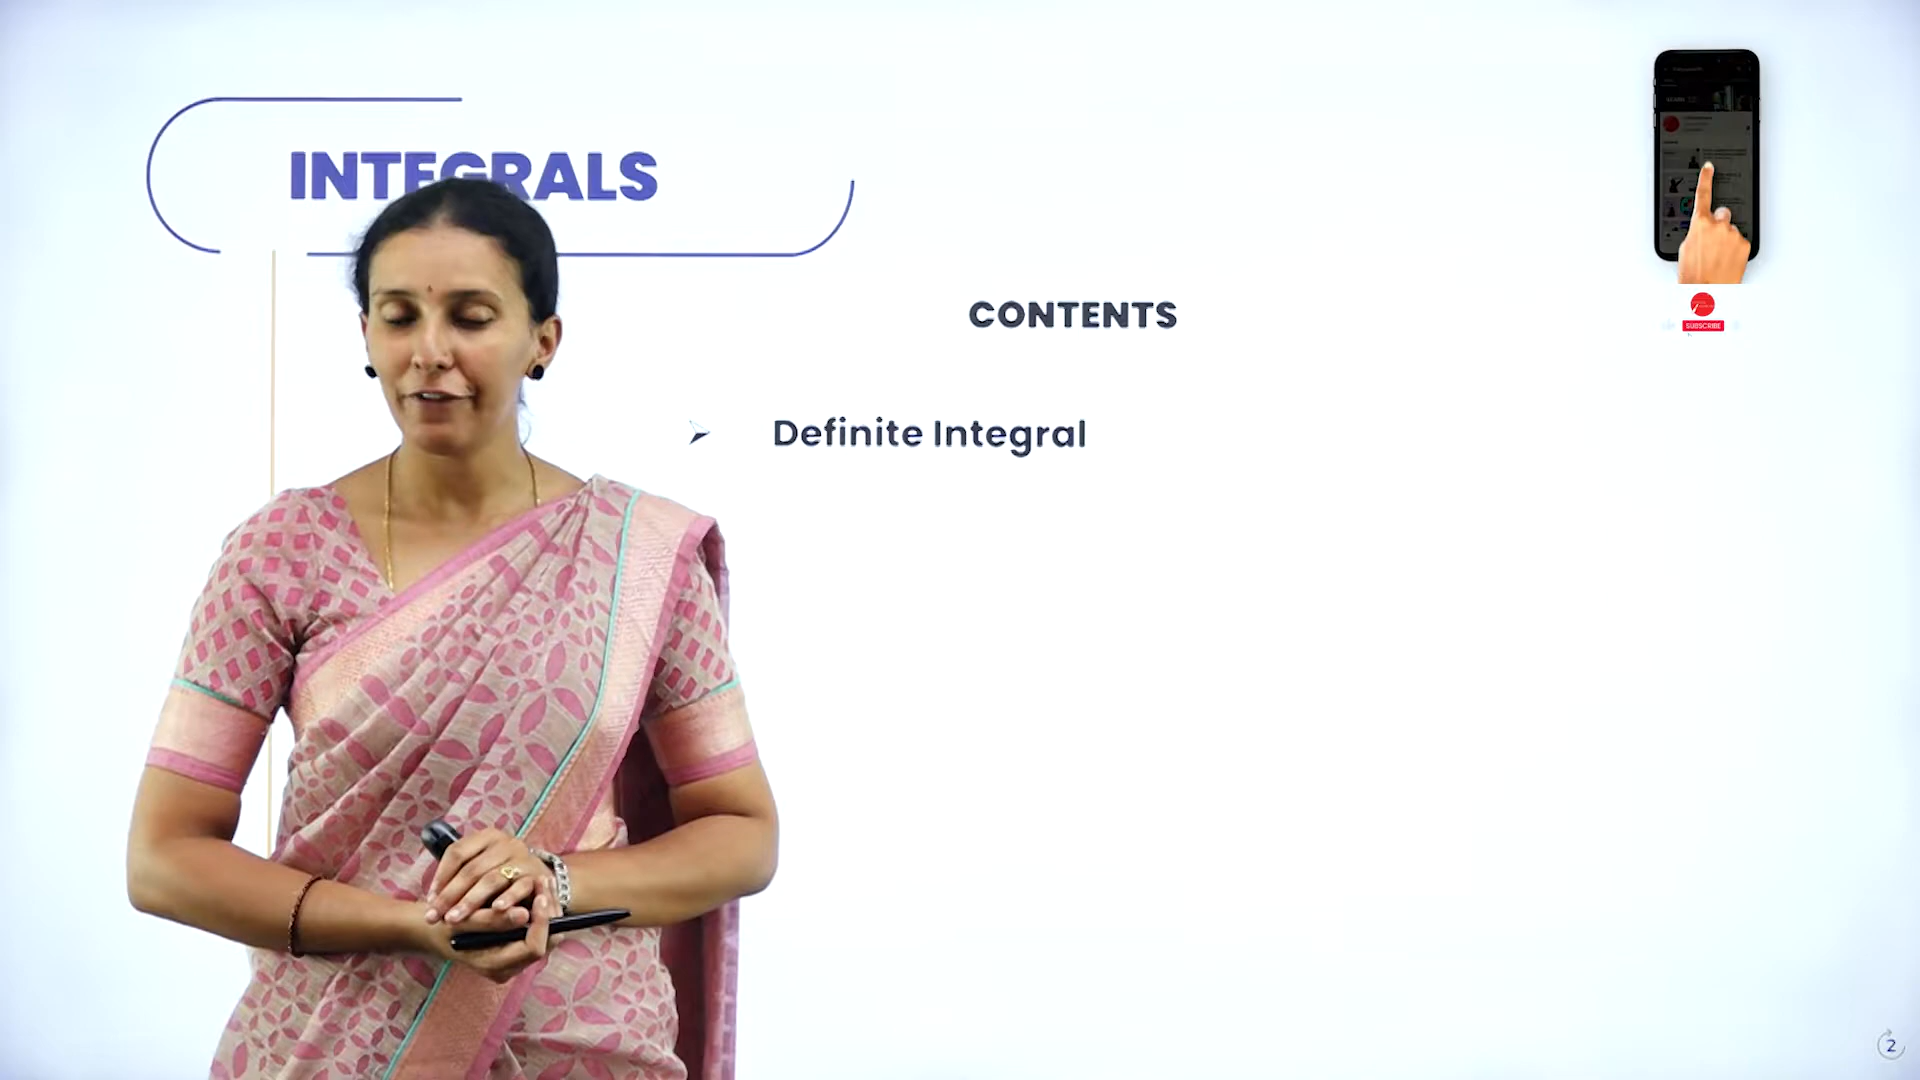 INTEGRALS
CONTENTS
➢ Definite Integral
SUBSCRIBE
2